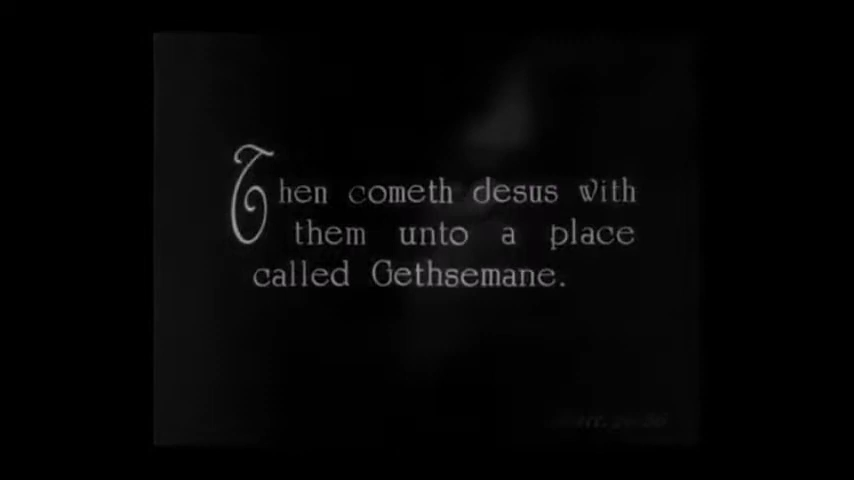 Then cometh Jesus with
them unto a place
called Gethsemane.